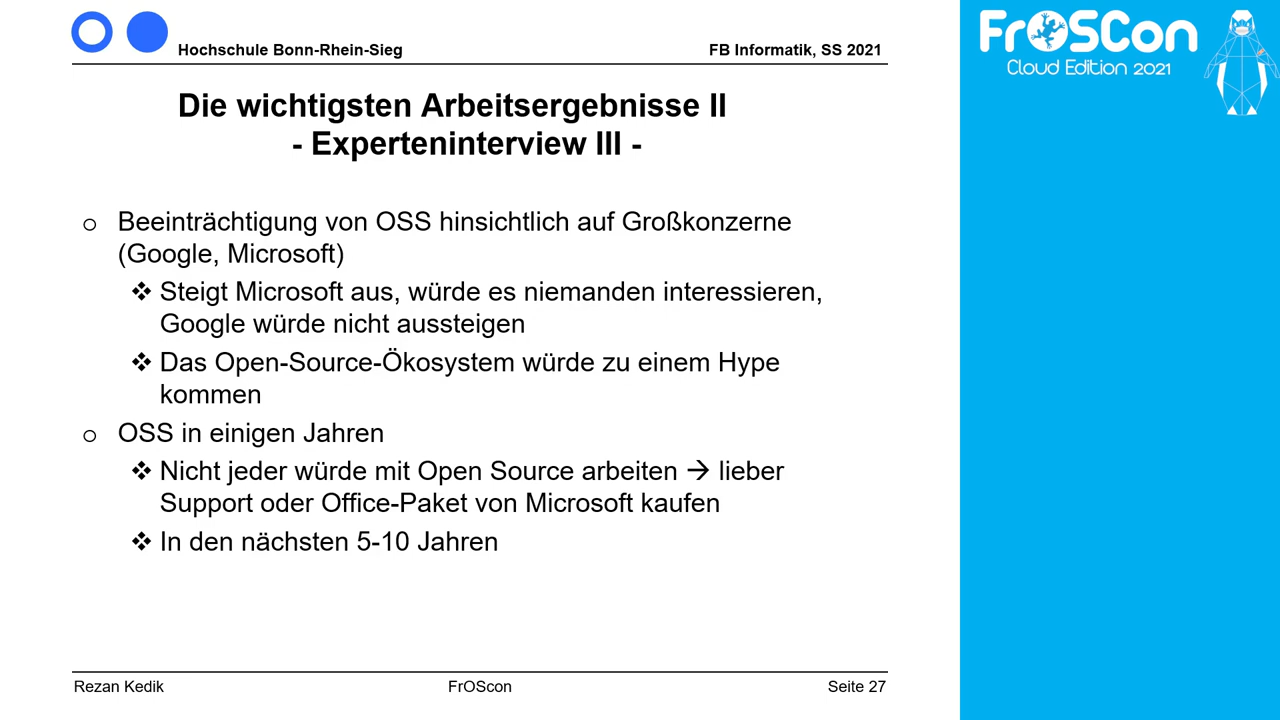 Hochschule Bonn-Rhein-Sieg
FB Informatik, SS 2021
FrOSCon
Cloud Edition 2021
Die wichtigsten Arbeitsergebnisse II
- Experteninterview III -
o Beeinträchtigung von OSS hinsichtlich auf Großkonzerne
(Google, Microsoft)
❖ Steigt Microsoft aus, würde es niemanden interessieren,
Google würde nicht aussteigen
❖ Das Open-Source-Ökosystem würde zu einem Hype
kommen
o OSS in einigen Jahren
❖ Nicht jeder würde mit Open Source arbeiten → lieber
Support oder Office-Paket von Microsoft kaufen
❖ In den nächsten 5-10 Jahren
Rezan Kedik
FrOScon
Seite 27